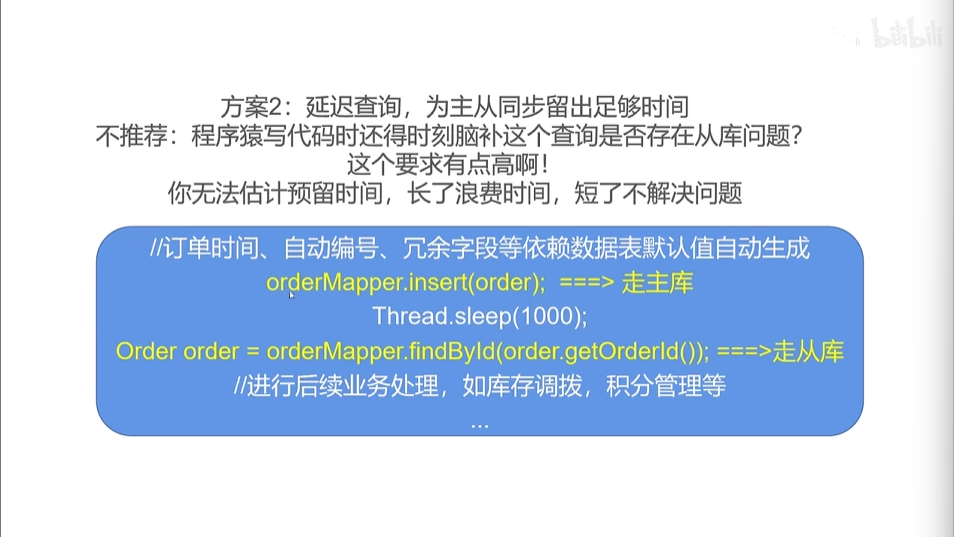 bilibili
方案2：延迟查询，为主从同步留出足够时间
不推荐：程序猿写代码时还得时刻脑补这个查询是否存在从库问题？
这个要求有点高啊！
你无法估计预留时间，长了浪费时间，短了不解决问题
//订单时间、自动编号、冗余字段等依赖数据表默认值自动生成
orderMapper.insert(order); ===> 走主库
Thread.sleep(1000);
Order order = orderMapper.findById(order.getOrderId()); ===>走从库
//进行后续业务处理，如库存调拨，积分管理等
...